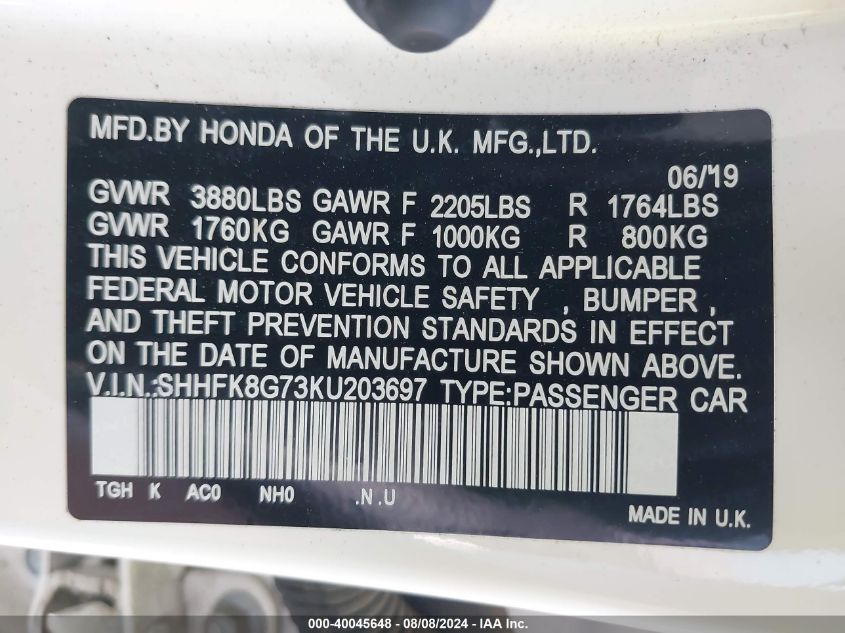 MFD.BY HONDA OF THE U.K. MFG.,LTD.
06/19
GVWR 3880LBS GAWR F 2205LBS R 1764LBS
GVWR 1760KG GAWR F 1000KG R 800KG
THIS VEHICLE CONFORMS TO ALL APPLICABLE
FEDERAL MOTOR VEHICLE SAFETY , BUMPER ,
AND THEFT PREVENTION STANDARDS IN EFFECT
ON THE DATE OF MANUFACTURE SHOWN ABOVE.
V.I.N.:SHHFK8G73KU203697 TYPE:PASSENGER CAR
TGH K AC0 NH0 .N .U
MADE IN U.K.
000-40045648 - 08/08/2024 - IAA Inc.